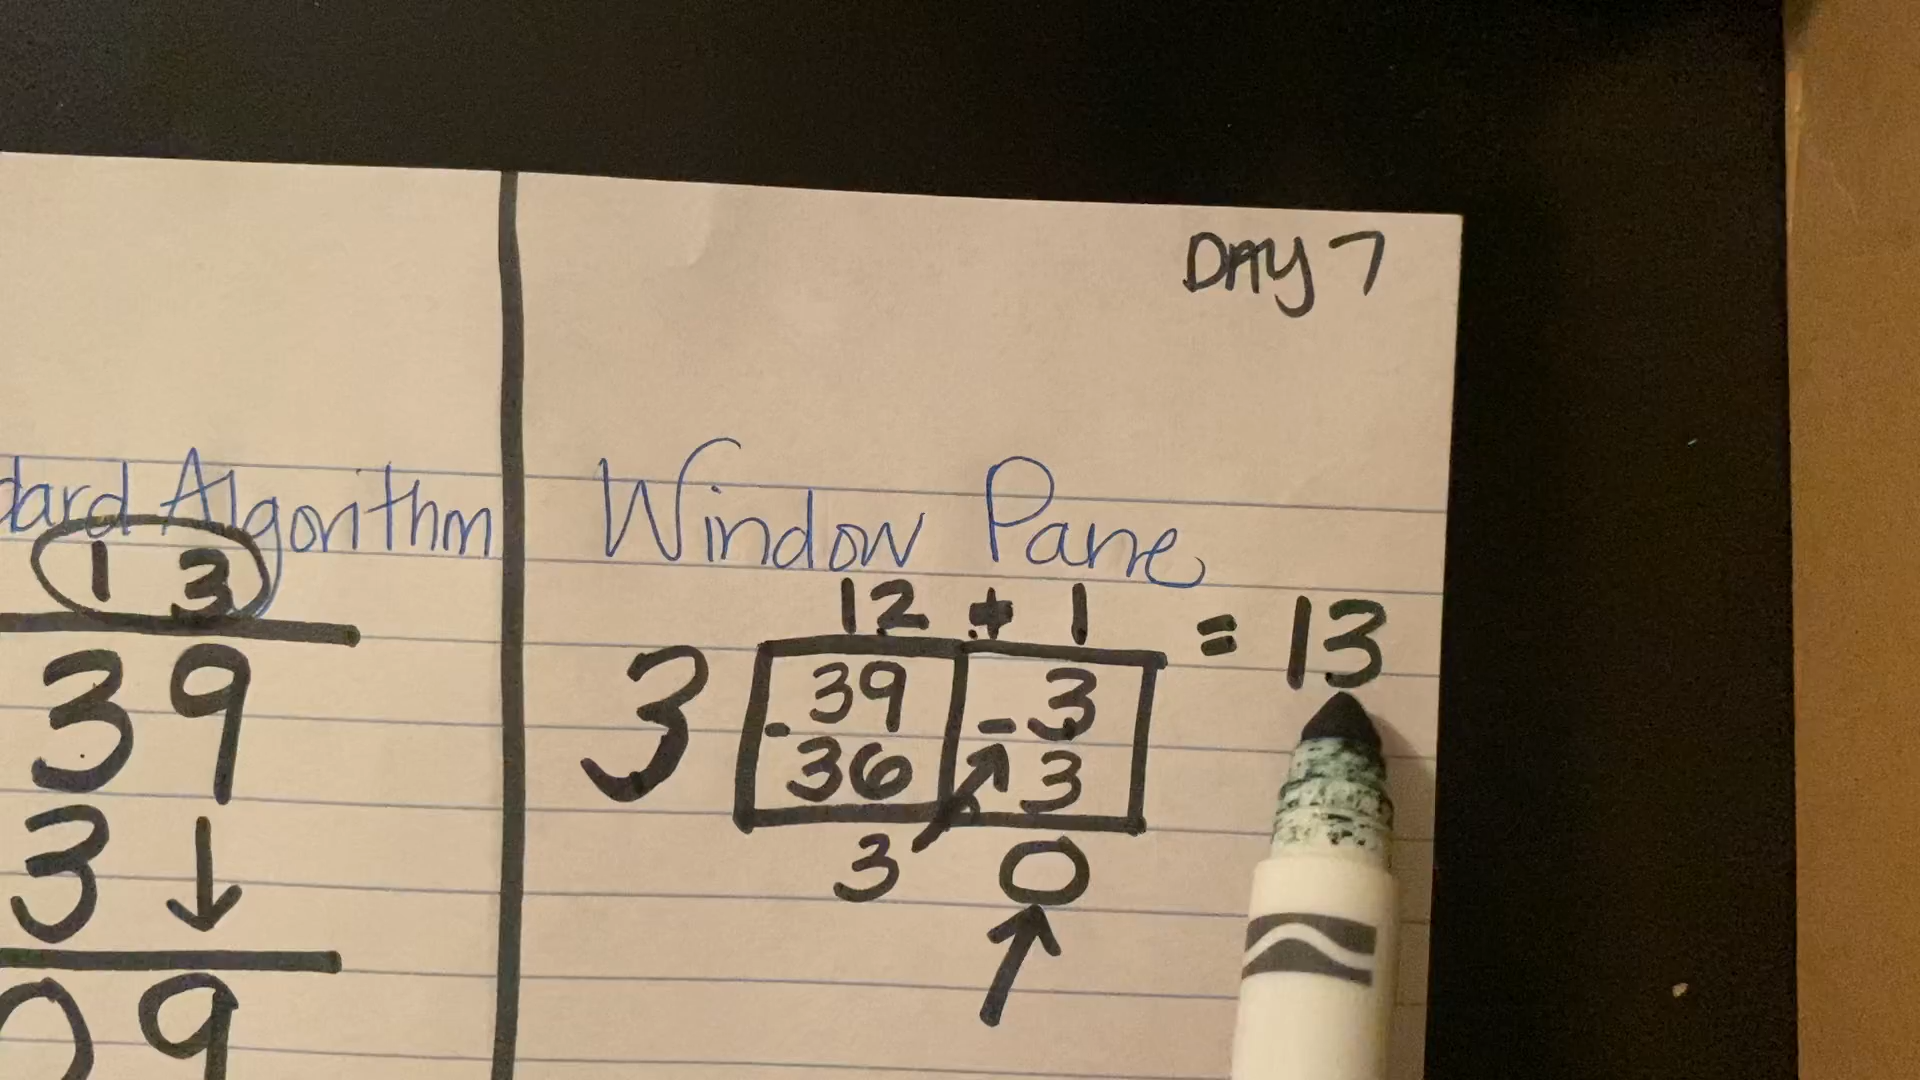 DAY 7
dard Algorithm
13
39
3
09
Window Pane
12 + 1 = 13
3 39 - 3
- 36 3
3 0